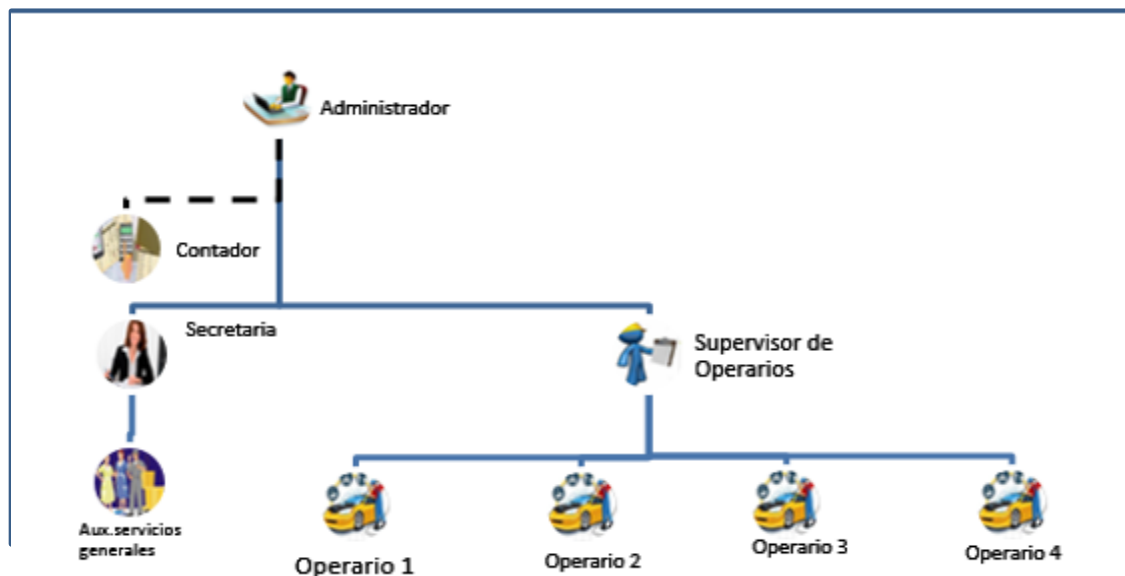 Administrador
Contador
Secretaria
Supervisor de
Operarios
Aux.servicios
generales
Operario 1
Operario 2
Operario 3
Operario 4